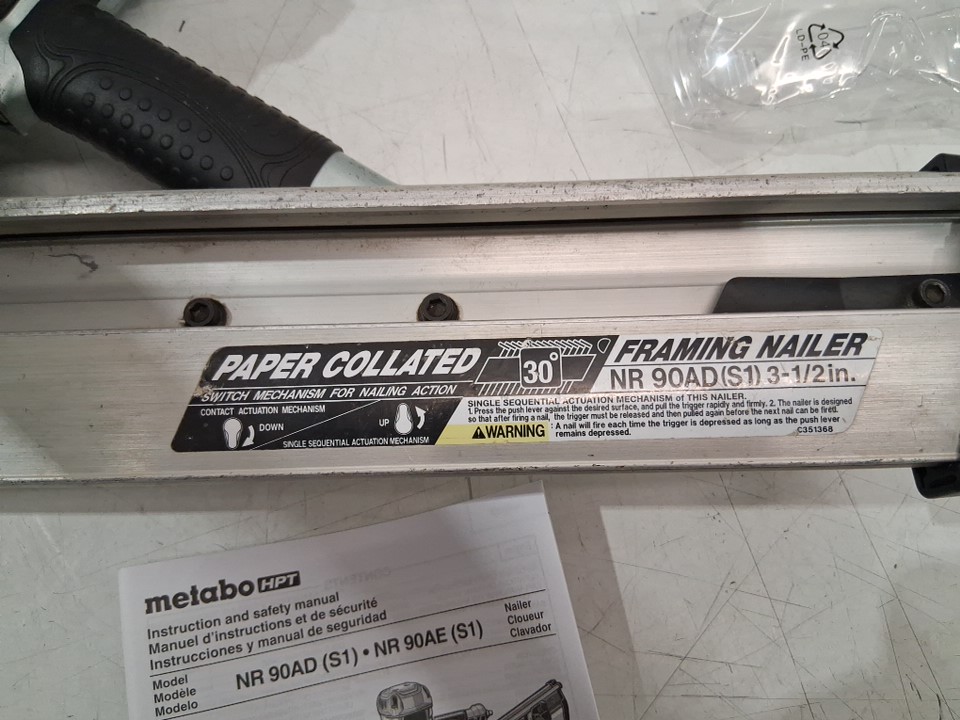 04
LD-PE
PAPER COLLATED
30°
FRAMING NAILER
NR 90AD(S1) 3-1/2in.
SWITCH MECHANISM FOR NAILING ACTION
CONTACT ACTUATION MECHANISM
DOWN
UP
SINGLE SEQUENTIAL ACTUATION MECHANISM
SINGLE SEQUENTIAL ACTUATION MECHANISM of THIS NAILER.
1. Press the push lever against the desired surface, and pull the trigger rapidly and firmly. 2. The nailer is designed
so that after firing a nail, the trigger must be released and then pulled again before the next nail can be fired.
WARNING : A nail will fire each time the trigger is depressed as long as the push lever
remains depressed.
C351368
metabo HPT
Instruction and safety manual
Manuel d'instructions et de sécurité
Instrucciones y manual de seguridad
Nailer
Cloueur
Clavador
Model
Modèle
Modelo
NR 90AD (S1) • NR 90AE (S1)